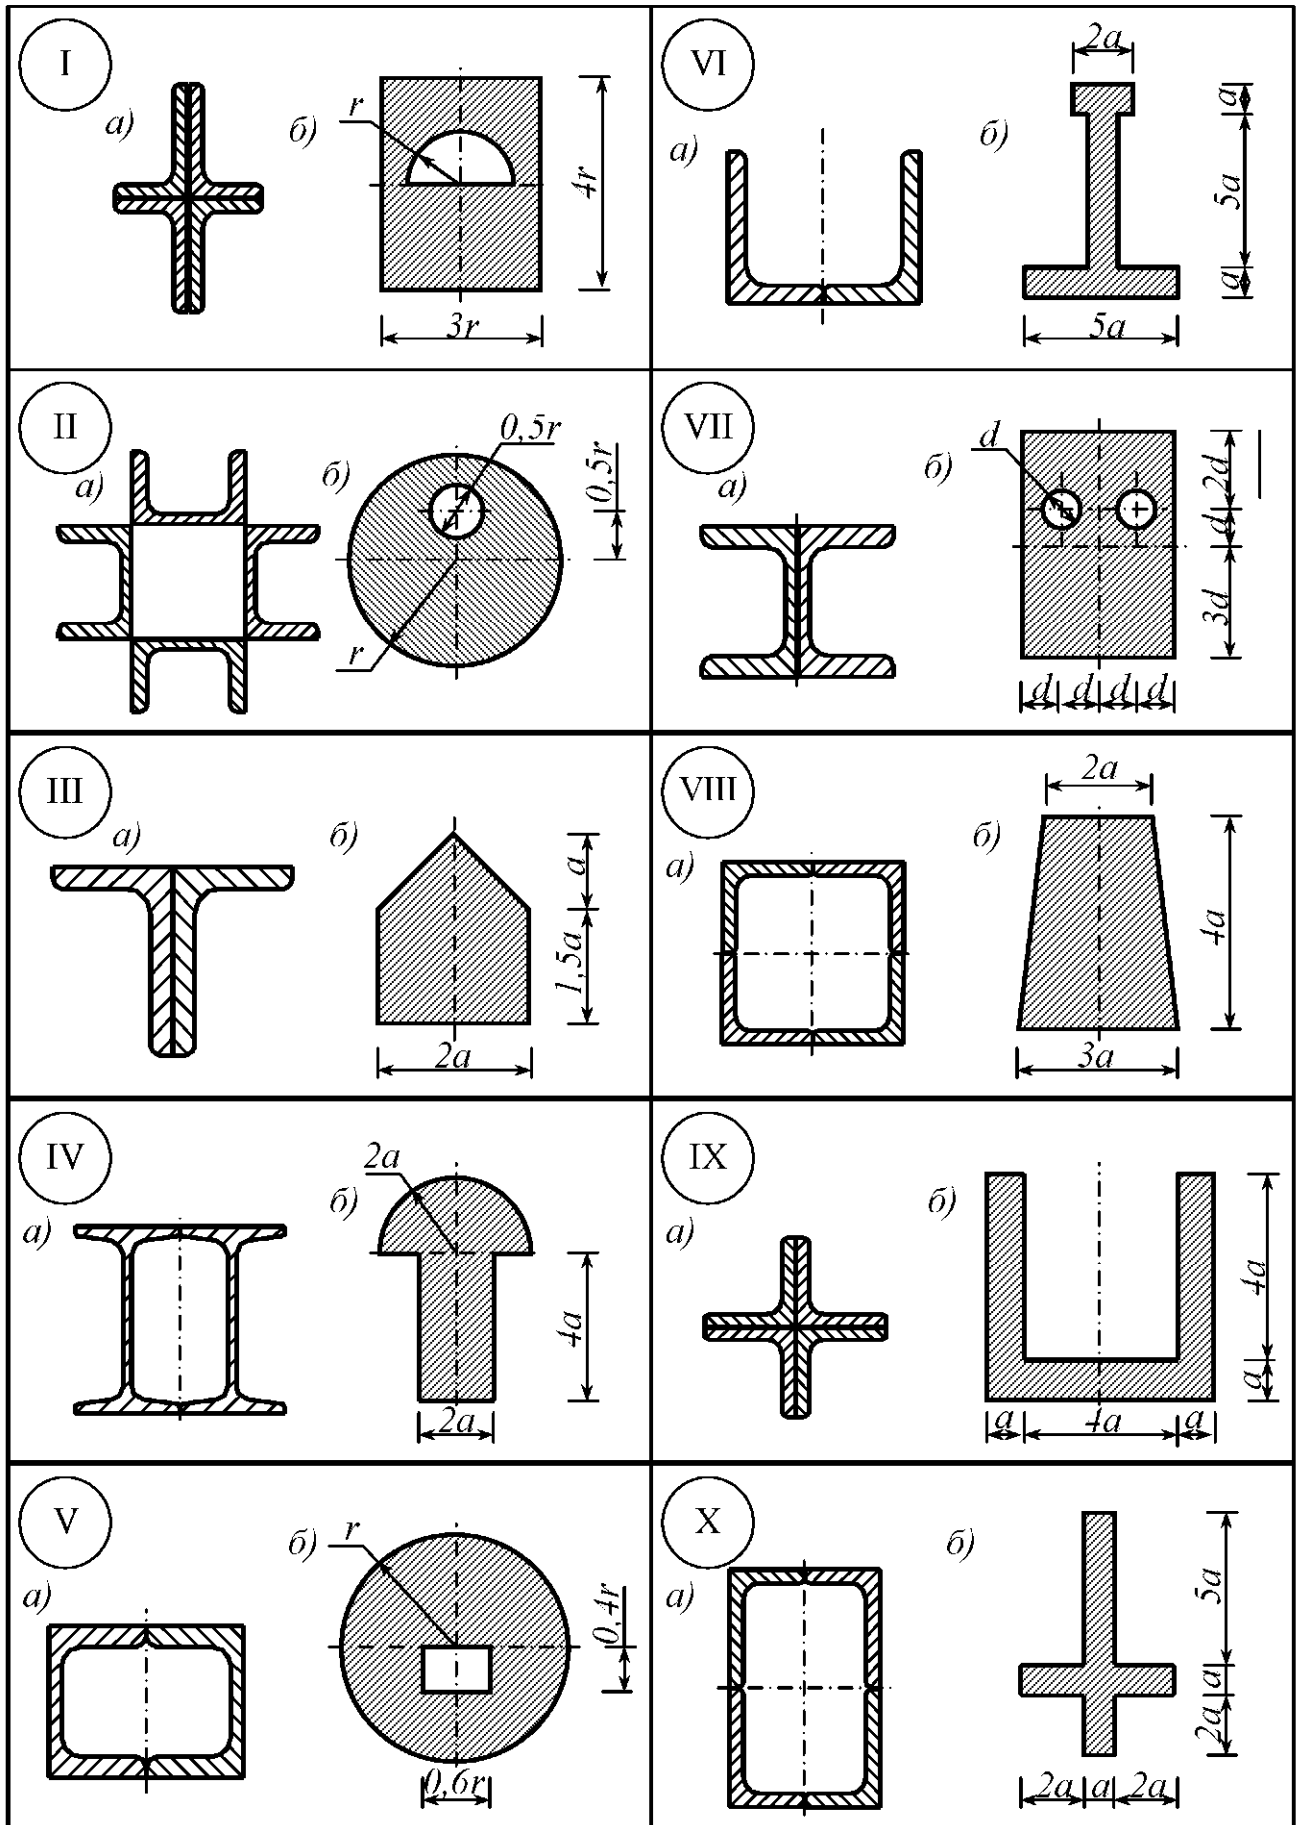 I
а)
б)
r
4r
3r
VI
а)
б)
2a
a
5a
a
5a
II
а)
б)
0,5r
0,5r
r
VII
а)
б)
d
2d
d
3d
d d d d
III
а)
б)
a
1,5a
2a
VIII
а)
б)
2a
4a
3a
IV
а)
б)
2a
4a
2a
IX
а)
б)
4a
a
a 4a a
V
а)
б)
r
0,4r
0,6r
X
а)
б)
5a
a
2a
2a a 2a